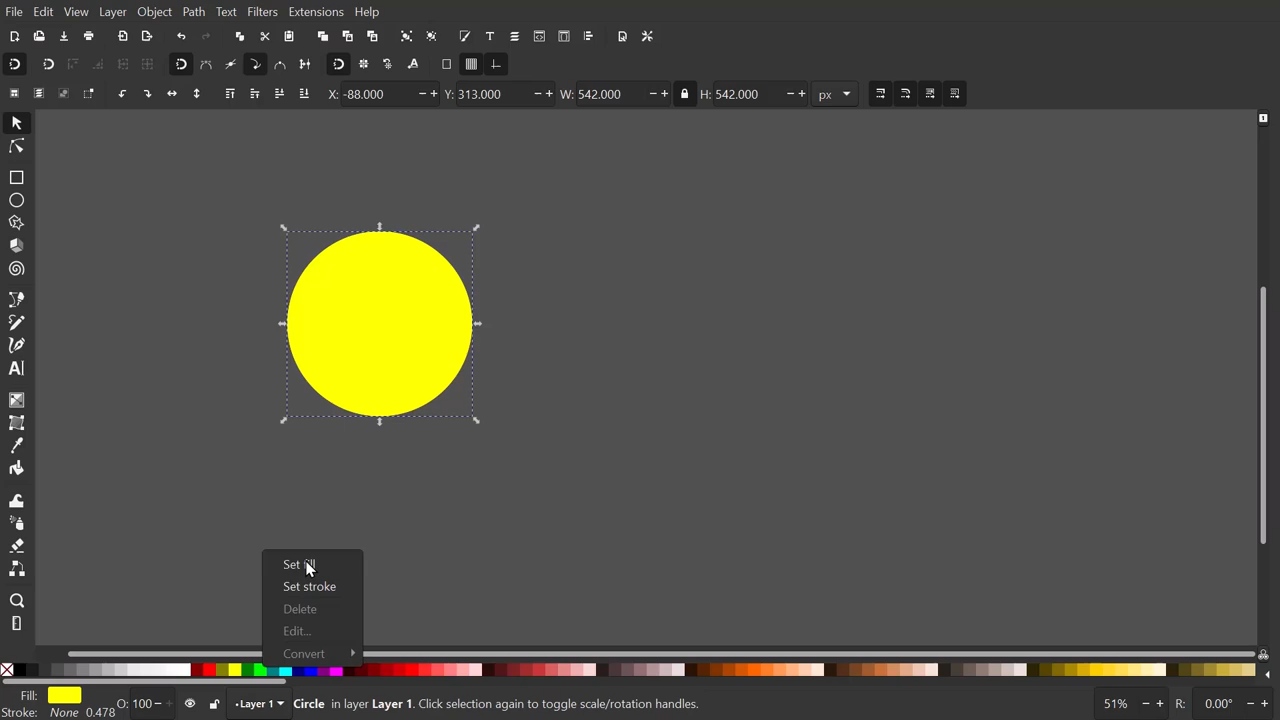 File Edit View Layer Object Path Text Filters Extensions Help
X: -88.000 Y: 313.000 W: 542.000 H: 542.000 px
Set fill
Set stroke
Delete
Edit...
Convert
Fill:
Stroke: None 0.478
O: 100
•Layer 1
Circle in layer Layer 1. Click selection again to toggle scale/rotation handles.
51%
R: 0.00°